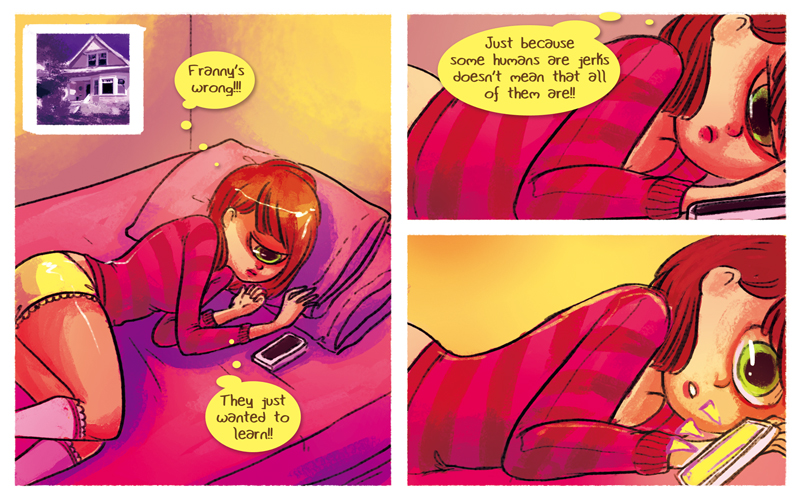 Franny's
wrong!!!
They just
wanted to
learn!!
Just because
some humans are jerks
doesn't mean that all
of them are!!